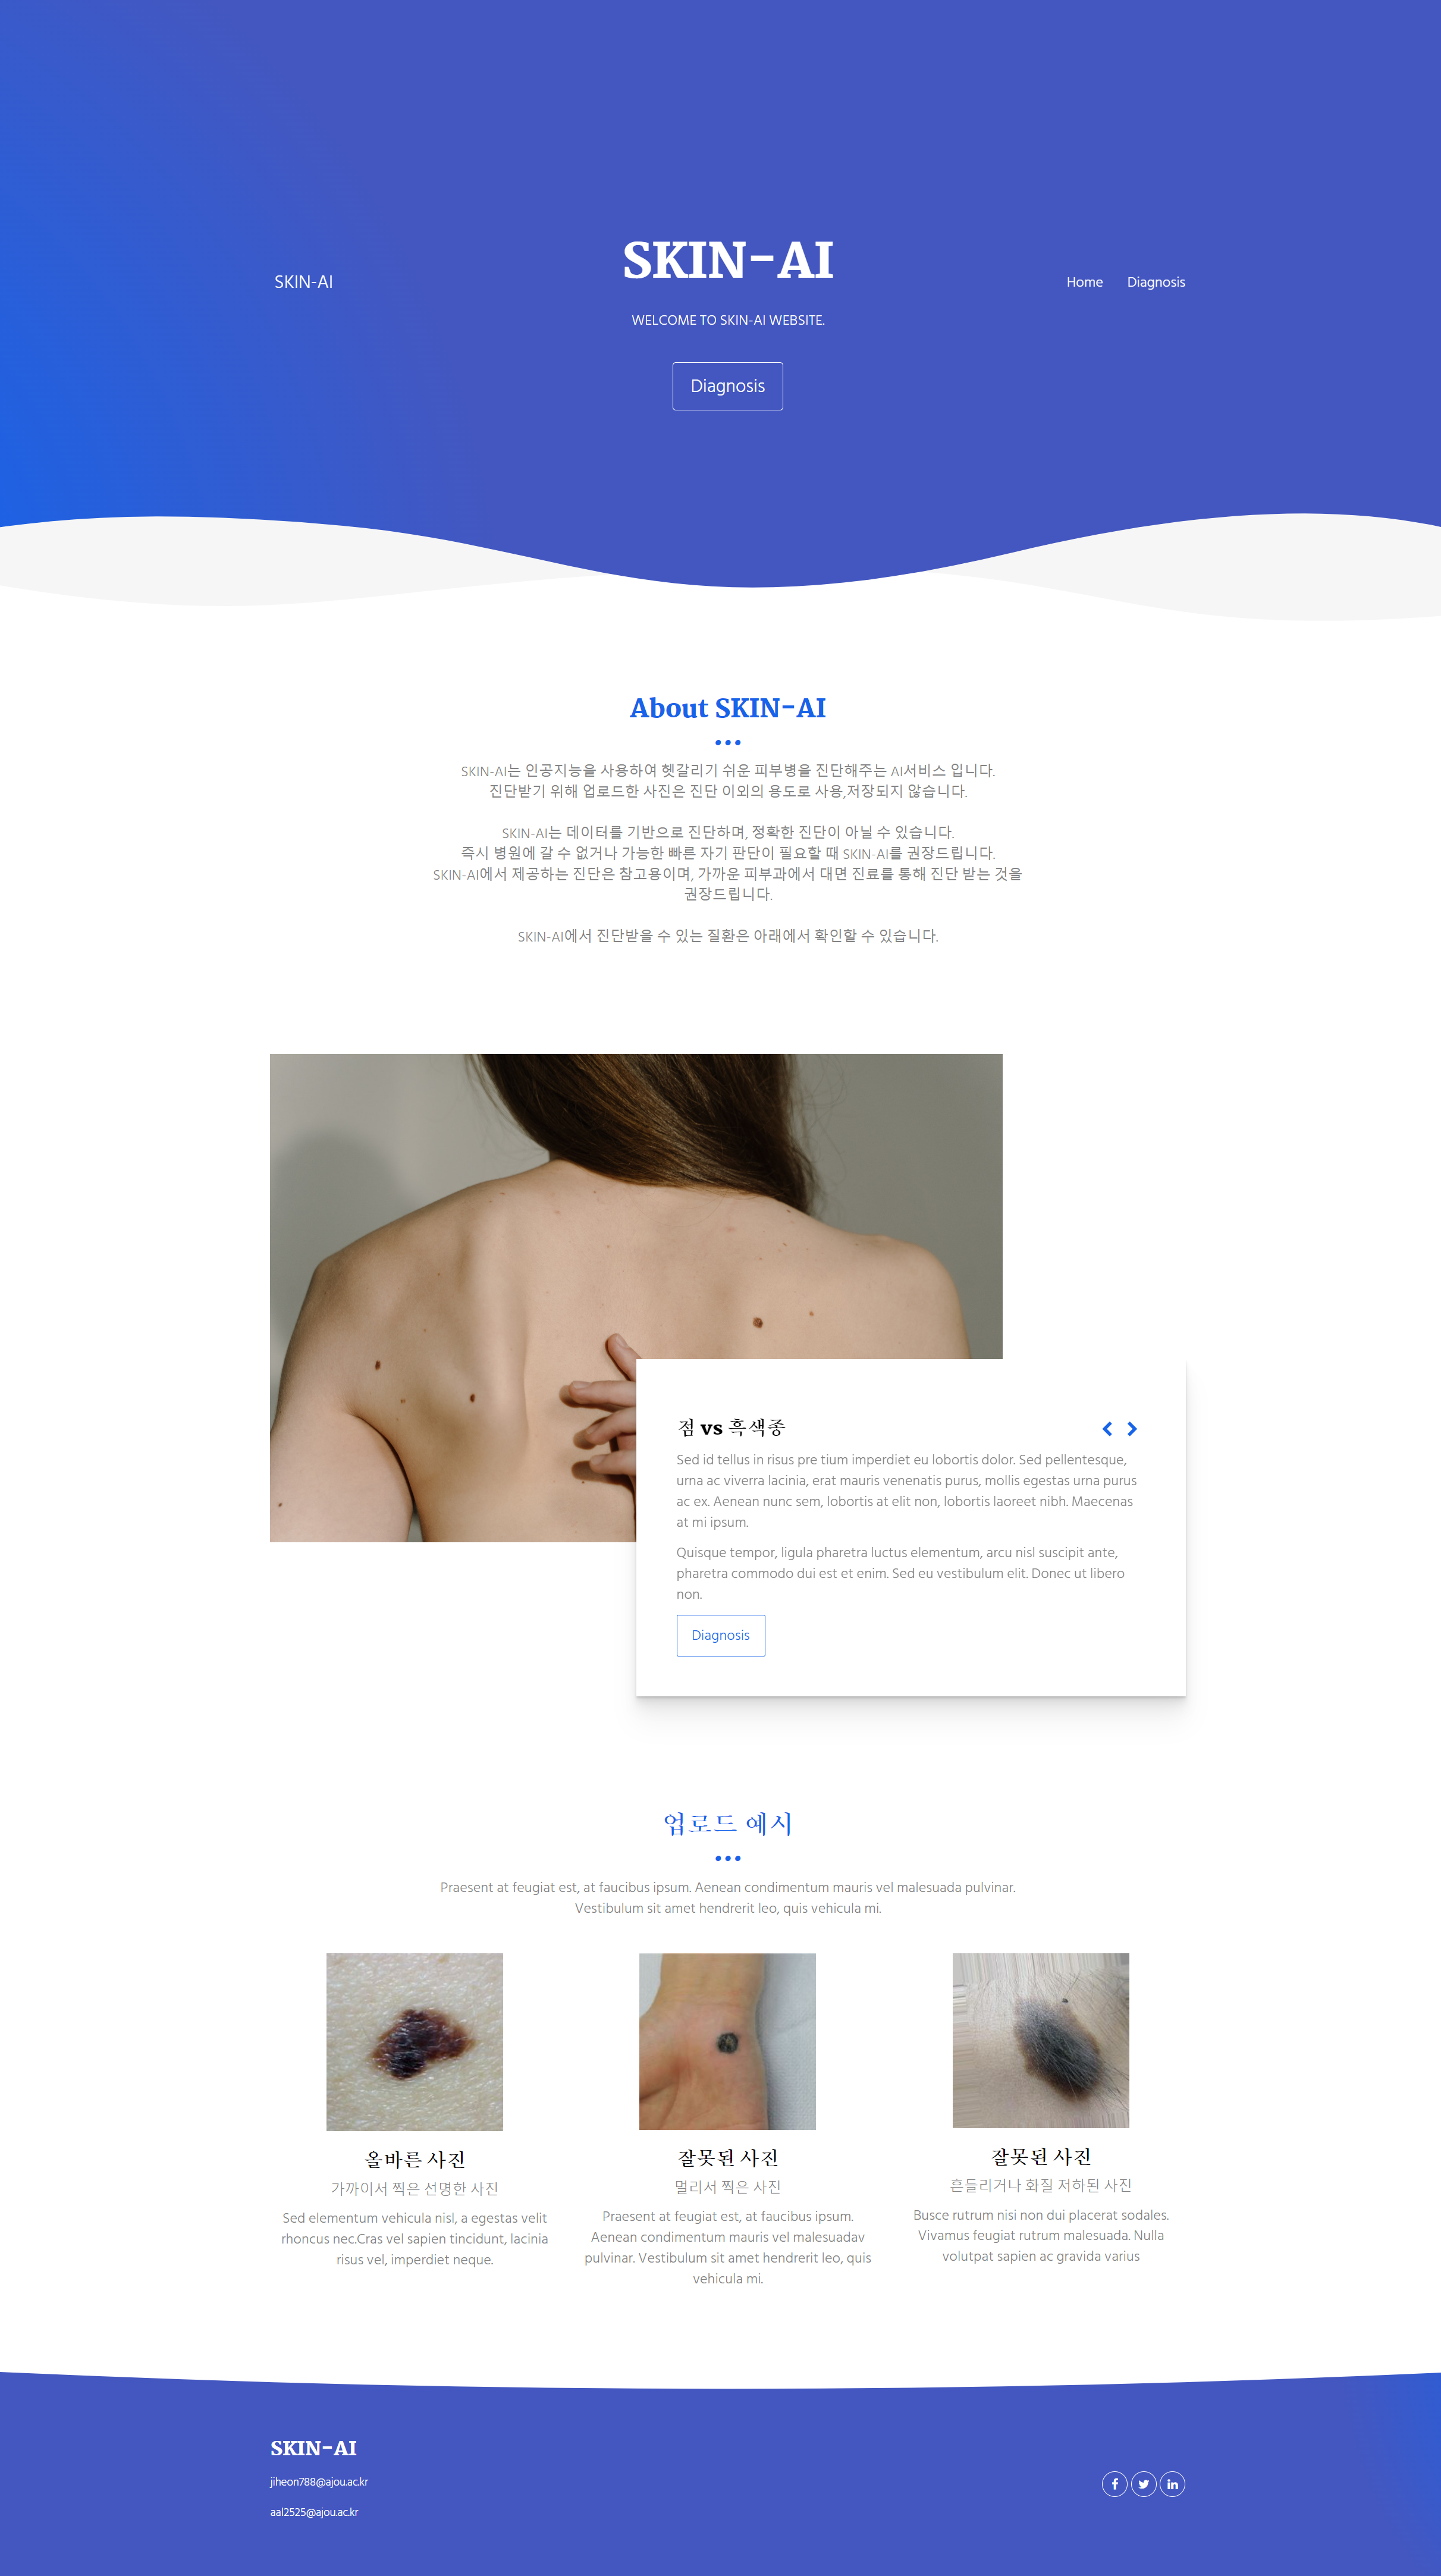 SKIN-AI
SKIN-AI
Home
Diagnosis
WELCOME TO SKIN-AI WEBSITE.
Diagnosis
About SKIN-AI
SKIN-AI는 인공지능을 사용하여 헷갈리기 쉬운 피부병을 진단해주는 AI서비스 입니다.
진단받기 위해 업로드한 사진은 진단 이외의 용도로 사용,저장되지 않습니다.
SKIN-AI는 데이터를 기반으로 진단하며, 정확한 진단이 아닐 수 있습니다.
즉시 병원에 갈 수 없거나 가능한 빠른 자기 판단이 필요할 때 SKIN-AI를 권장드립니다.
SKIN-AI에서 제공하는 진단은 참고용이며, 가까운 피부과에서 대면 진료를 통해 진단 받는 것을
권장드립니다.
SKIN-AI에서 진단받을 수 있는 질환은 아래에서 확인할 수 있습니다.
점 vs 흑색종
Sed id tellus in risus pre tium imperdiet eu lobortis dolor. Sed pellentesque,
urna ac viverra lacinia, erat mauris venenatis purus, mollis egestas urna purus
ac ex. Aenean nunc sem, lobortis at elit non, lobortis laoreet nibh. Maecenas
at mi ipsum.
Quisque tempor, ligula pharetra luctus elementum, arcu nisl suscipit ante,
pharetra commodo dui est et enim. Sed eu vestibulum elit. Donec ut libero
non.
Diagnosis
업로드 예시
Praesent at feugiat est, at faucibus ipsum. Aenean condimentum mauris vel malesuada pulvinar.
Vestibulum sit amet hendrerit leo, quis vehicula mi.
올바른 사진
가까이서 찍은 선명한 사진
Sed elementum vehicula nisl, a egestas velit
rhoncus nec.Cras vel sapien tincidunt, lacinia
risus vel, imperdiet neque.
잘못된 사진
멀리서 찍은 사진
Praesent at feugiat est, at faucibus ipsum.
Aenean condimentum mauris vel malesuadav
pulvinar. Vestibulum sit amet hendrerit leo, quis
vehicula mi.
잘못된 사진
흔들리거나 화질 저하된 사진
Busce rutrum nisi non dui placerat sodales.
Vivamus feugiat rutrum malesuada. Nulla
volutpat sapien ac gravida varius
SKIN-AI
jiheon788@ajou.ac.kr
aal2525@ajou.ac.kr